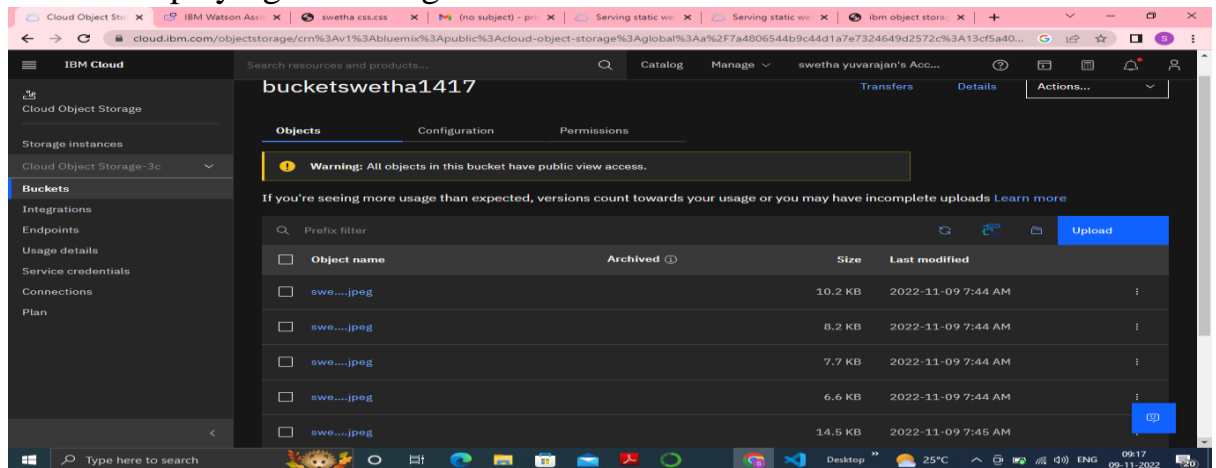 Cloud Object Sto
IBM Watson Assi
swetha css.css
M (no subject) - pri
Serving static we
Serving static we
ibm object storag
cloud.ibm.com/objectstorage/crn%3Av1%3Abluemix%3Apublic%3Acloud-object-storage%3Aglobal%3Aa%2F7a4806544b9c44d1a7e7324649d2572c%3A13cf5a40...
IBM Cloud
Search resources and products...
Catalog
Manage
swetha yuvarajan's Acc...
Cloud Object Storage
Storage instances
Cloud Object Storage-3c
Buckets
Integrations
Endpoints
Usage details
Service credentials
Connections
Plan
bucketswetha1417
Transfers
Details
Actions...
Objects
Configuration
Permissions
Warning: All objects in this bucket have public view access.
If you're seeing more usage than expected, versions count towards your usage or you may have incomplete uploads Learn more
Prefix filter
Upload
Object name Archived Size Last modified
swe....jpeg 10.2 KB 2022-11-09 7:44 AM
swe....jpeg 8.2 KB 2022-11-09 7:44 AM
swe....jpeg 7.7 KB 2022-11-09 7:44 AM
swe....jpeg 6.6 KB 2022-11-09 7:44 AM
swe....jpeg 14.5 KB 2022-11-09 7:45 AM
Type here to search
Desktop
25°C
ENG
09:17
09-11-2022
20